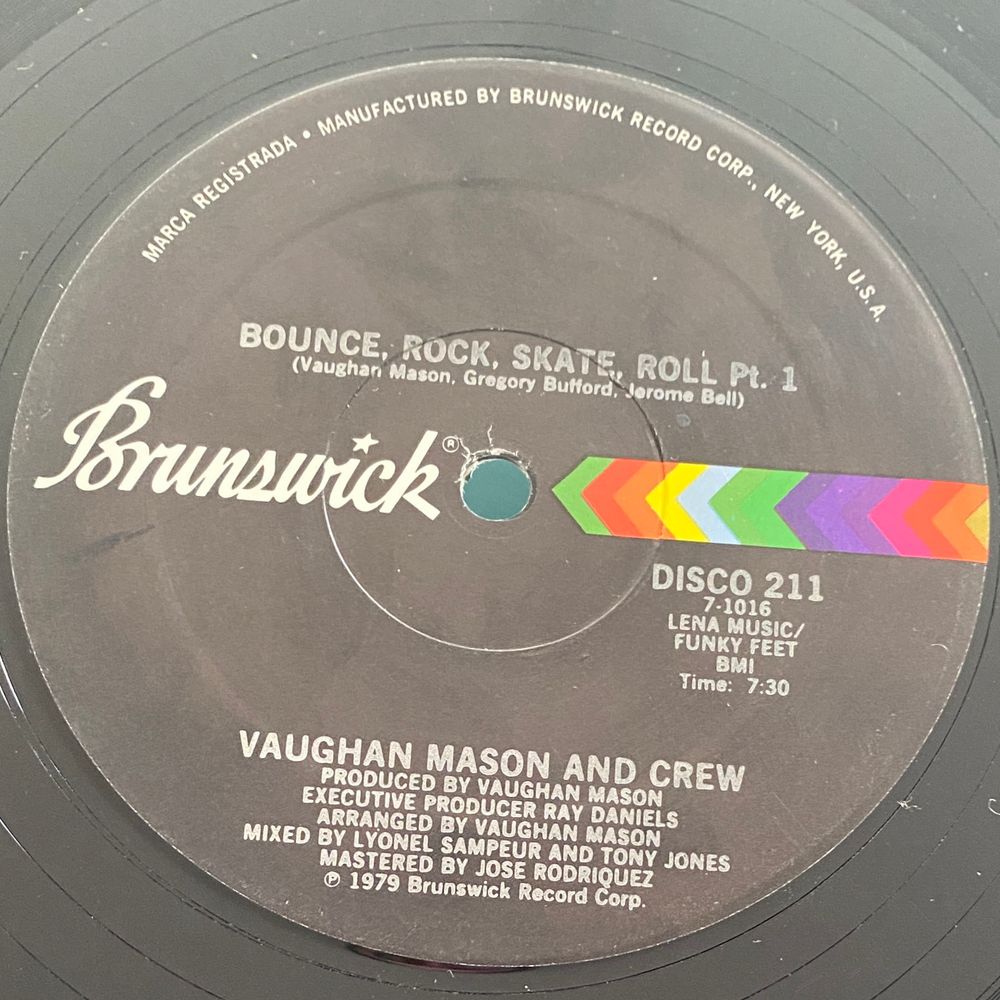 MARCA REGISTRADA • MANUFACTURED BY BRUNSWICK RECORD CORP., NEW YORK, U.S.A.
BOUNCE, ROCK, SKATE, ROLL Pt. 1
(Vaughan Mason, Gregory Bufford, Jerome Bell)
Brunswick®
DISCO 211
7-1016
LENA MUSIC/
FUNKY FEET
BMI
Time: 7:30
VAUGHAN MASON AND CREW
PRODUCED BY VAUGHAN MASON
EXECUTIVE PRODUCER RAY DANIELS
ARRANGED BY VAUGHAN MASON
MIXED BY LYONEL SAMPEUR AND TONY JONES
MASTERED BY JOSE RODRIQUEZ
℗ 1979 Brunswick Record Corp.